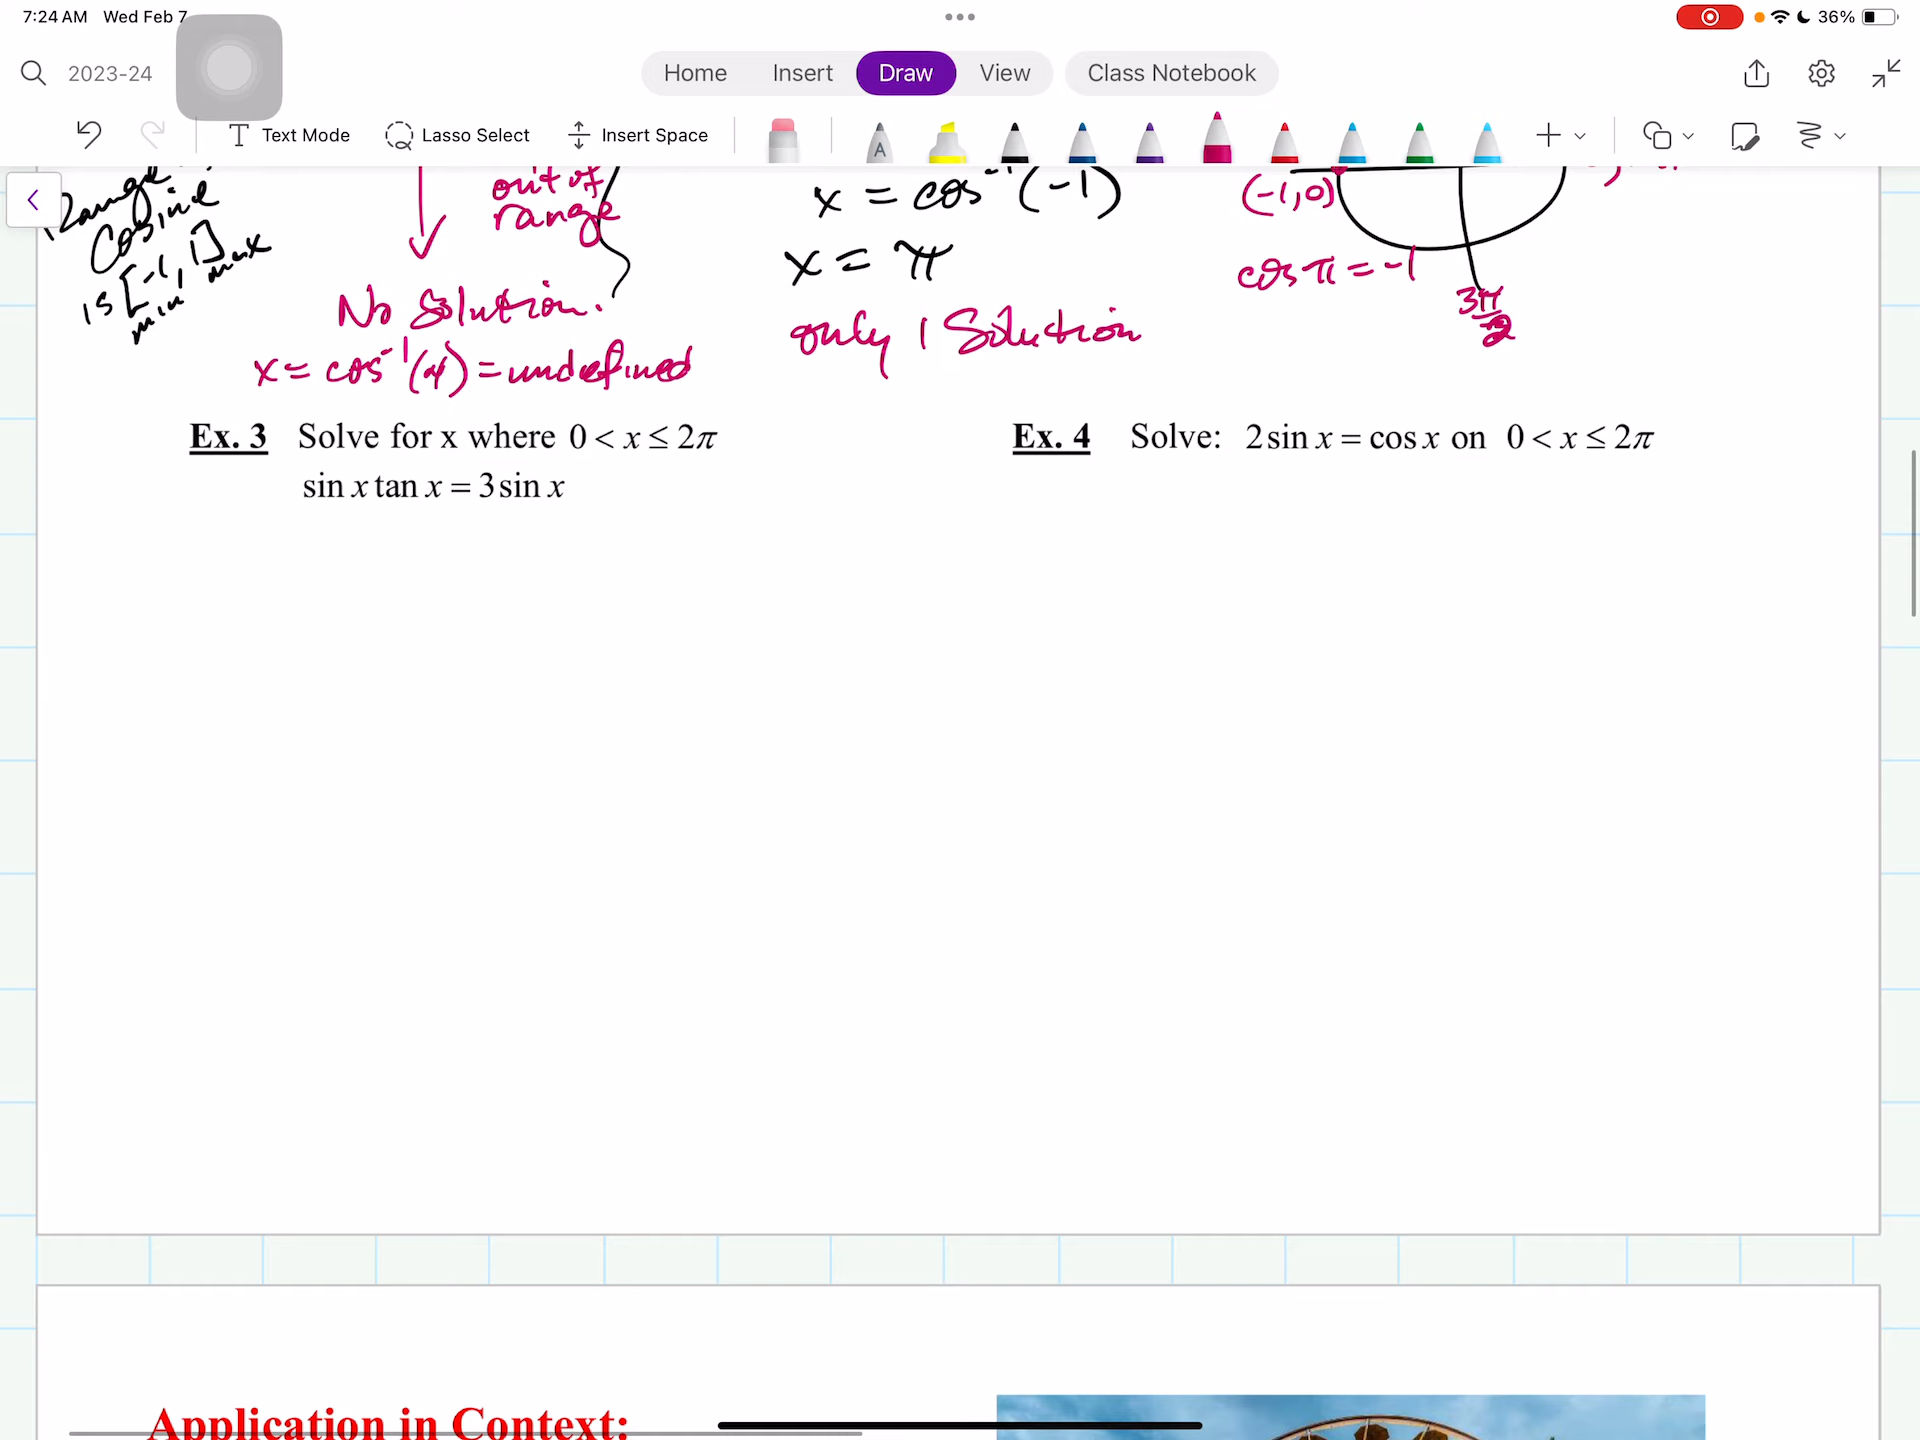 7:24 AM Wed Feb 7
36%
2023-24
Home Insert Draw View Class Notebook
Text Mode Lasso Select Insert Space
A
Range
Cosine
is [-1, 1]
min max
out of
range
No Solution.
x = cos⁻¹(4) = undefined
x = cos⁻¹(-1)
x = π
only 1 Solution
(-1,0)
cos π = -1
3π/2
Ex. 3 Solve for x where 0 < x ≤ 2π
sin x tan x = 3 sin x
Ex. 4 Solve: 2 sin x = cos x on 0 < x ≤ 2π
Application in Context: